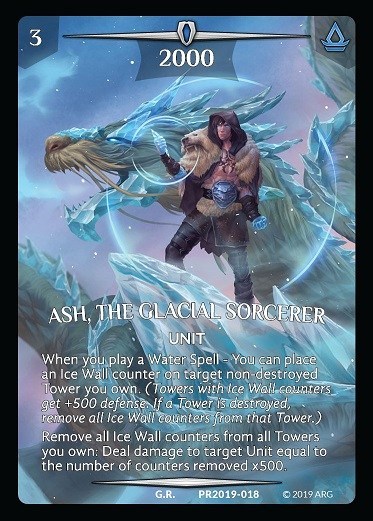 3
2000
ASH, THE GLACIAL SORCERER
UNIT
When you play a Water Spell - You can place
an Ice Wall counter on target non-destroyed
Tower you own. (Towers with Ice Wall counters
get +500 defense. If a Tower is destroyed,
remove all Ice Wall counters from that Tower.)
Remove all Ice Wall counters from all Towers
you own: Deal damage to target Unit equal to
the number of counters removed x500.
G.R. PR2019-018 © 2019 ARG